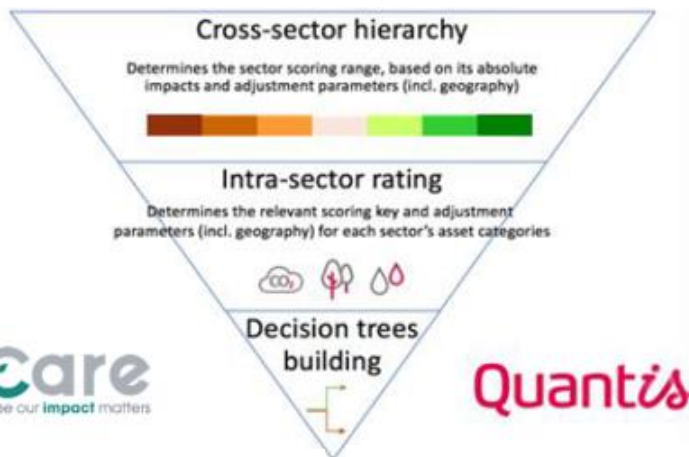 Cross-sector hierarchy
Determines the sector scoring range, based on its absolute
impacts and adjustment parameters (incl. geography)
Intra-sector rating
Determines the relevant scoring key and adjustment
parameters (incl. geography) for each sector's asset categories
CO₂
Decision trees
building
Care
our impact matters
Quantis